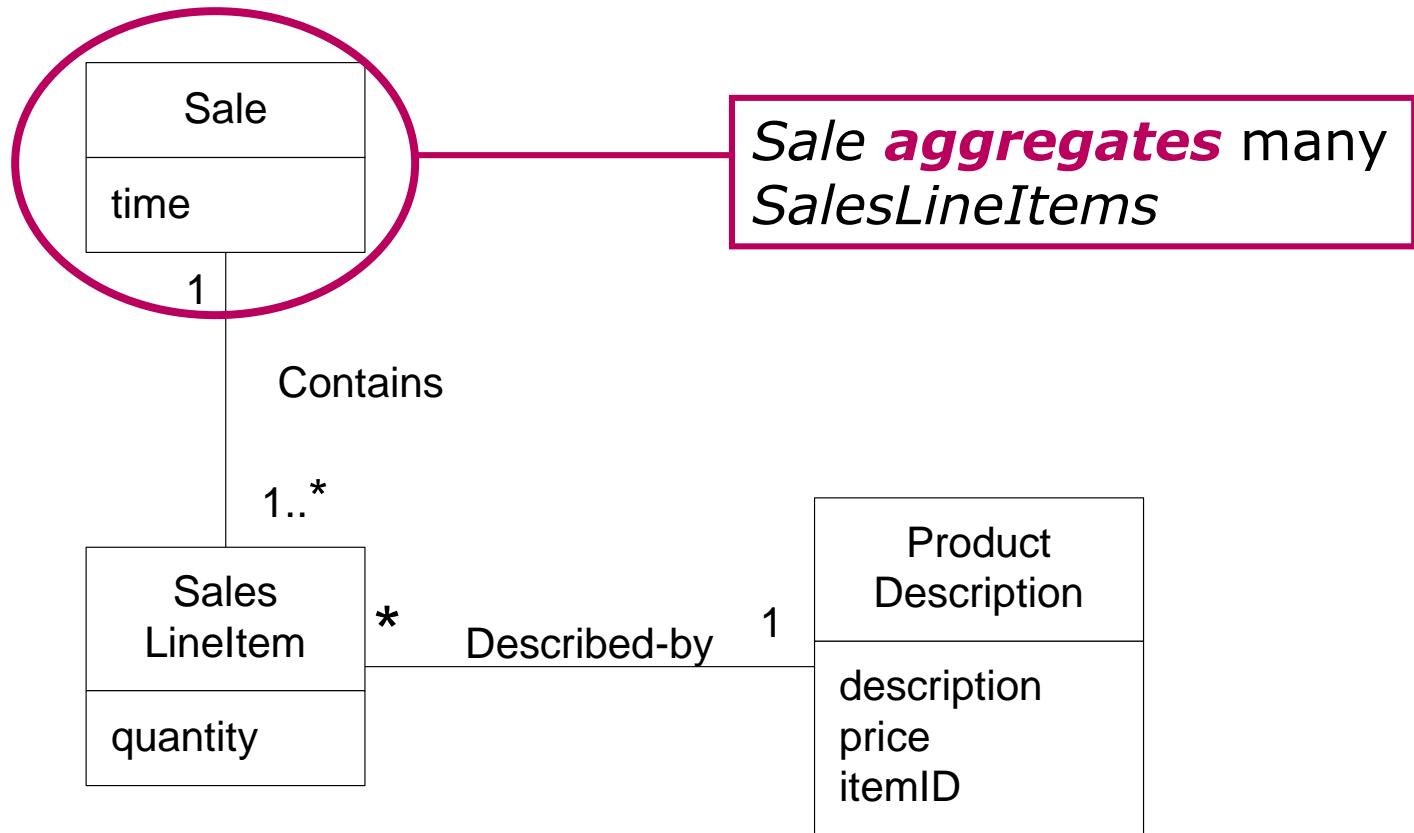 Sale
time
Sale aggregates many
SalesLineItems
1
Contains
1..*
Sales
LineItem
quantity
*
Described-by
1
Product
Description
description
price
itemID